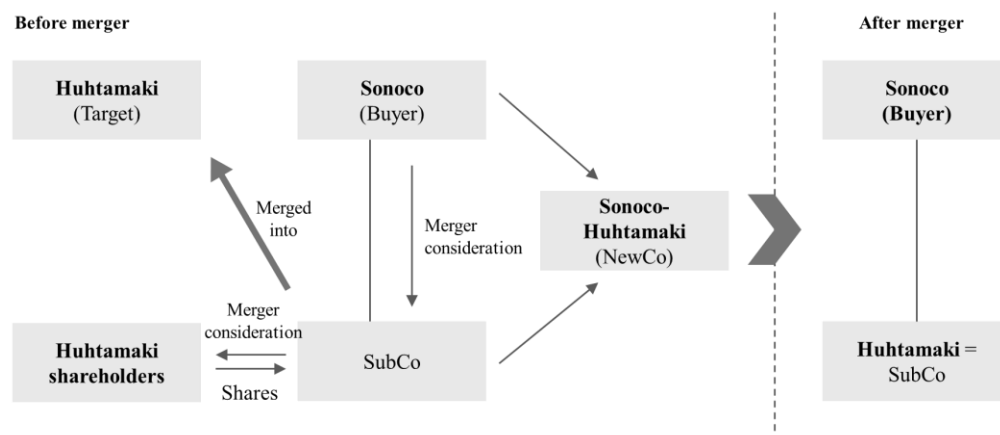 Before merger
After merger
Huhtamaki
(Target)
Sonoco
(Buyer)
Sonoco
(Buyer)
Merged
into
Merger
consideration
Sonoco-
Huhtamaki
(NewCo)
Merger
consideration
Huhtamaki
shareholders
Shares
SubCo
Huhtamaki =
SubCo